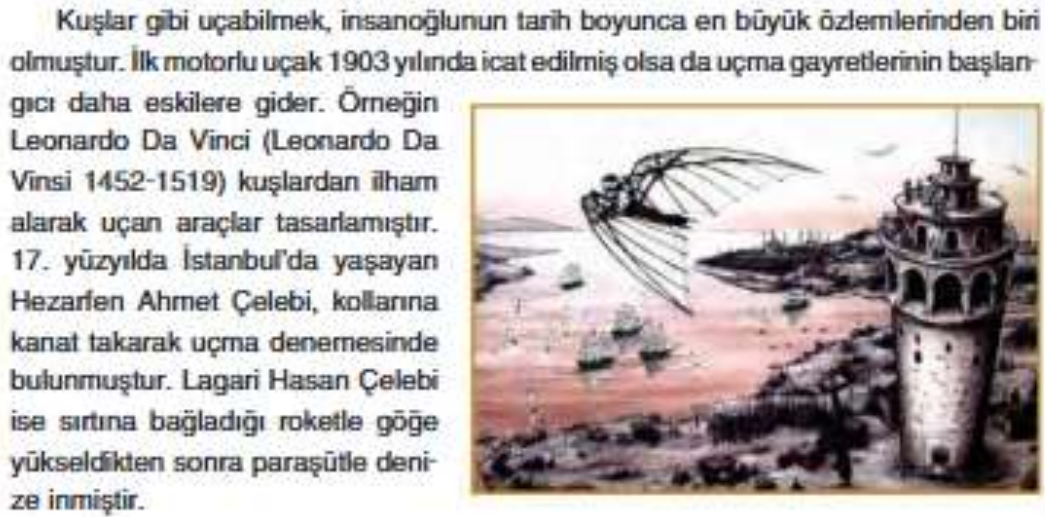 Kuşlar gibi uçabilmek, insanoğlunun tarih boyunca en büyük özlemlerinden biri
olmuştur. İlk motorlu uçak 1903 yılında icat edilmiş olsa da uçma gayretlerinin başlan-
gıcı daha eskilere gider. Örneğin
Leonardo Da Vinci (Leonardo Da
Vinsi 1452-1519) kuşlardan ilham
alarak uçan araçlar tasarlamıştır.
17. yüzyılda İstanbul'da yaşayan
Hezarfen Ahmet Çelebi, kollarına
kanat takarak uçma denemesinde
bulunmuştur. Lagari Hasan Çelebi
ise sırtına bağladığı roketle göğe
yükseldikten sonra paraşütle deni-
ze inmiştir.